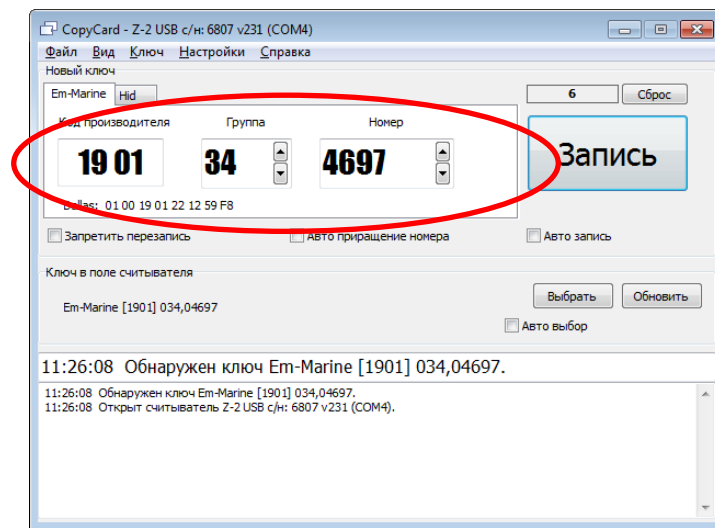 CopyCard - Z-2 USB с/н: 6807 v231 (COM4)
Файл Вид Ключ Настройки Справка
Новый ключ
Em-Marine Hid
6 Сброс
Код производителя Группа Номер
19 01 34 4697
Запись
Dallas: 01 00 19 01 22 12 59 F8
Запретить перезапись Авто приращение номера Авто запись
Ключ в поле считывателя
Em-Marine [1901] 034,04697
Выбрать Обновить
Авто выбор
11:26:08 Обнаружен ключ Em-Marine [1901] 034,04697.
11:26:08 Обнаружен ключ Em-Marine [1901] 034,04697.
11:26:08 Открыт считыватель Z-2 USB с/н: 6807 v231 (COM4).